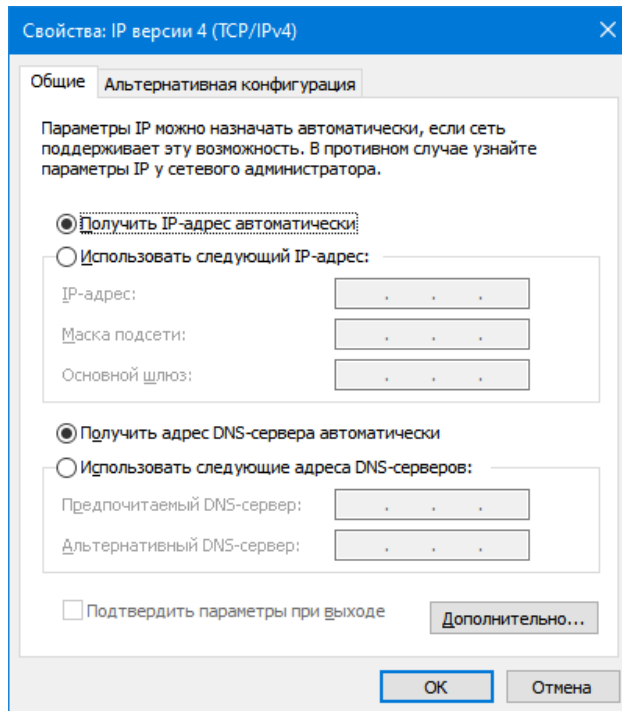 Свойства: IP версии 4 (TCP/IPv4)
Общие
Альтернативная конфигурация
Параметры IP можно назначать автоматически, если сеть
поддерживает эту возможность. В противном случае узнайте
параметры IP у сетевого администратора.
Получить IP-адрес автоматически
Использовать следующий IP-адрес:
IP-адрес:
Маска подсети:
Основной шлюз:
Получить адрес DNS-сервера автоматически
Использовать следующие адреса DNS-серверов:
Предпочитаемый DNS-сервер:
Альтернативный DNS-сервер:
Подтвердить параметры при выходе
Дополнительно...
ОК
Отмена